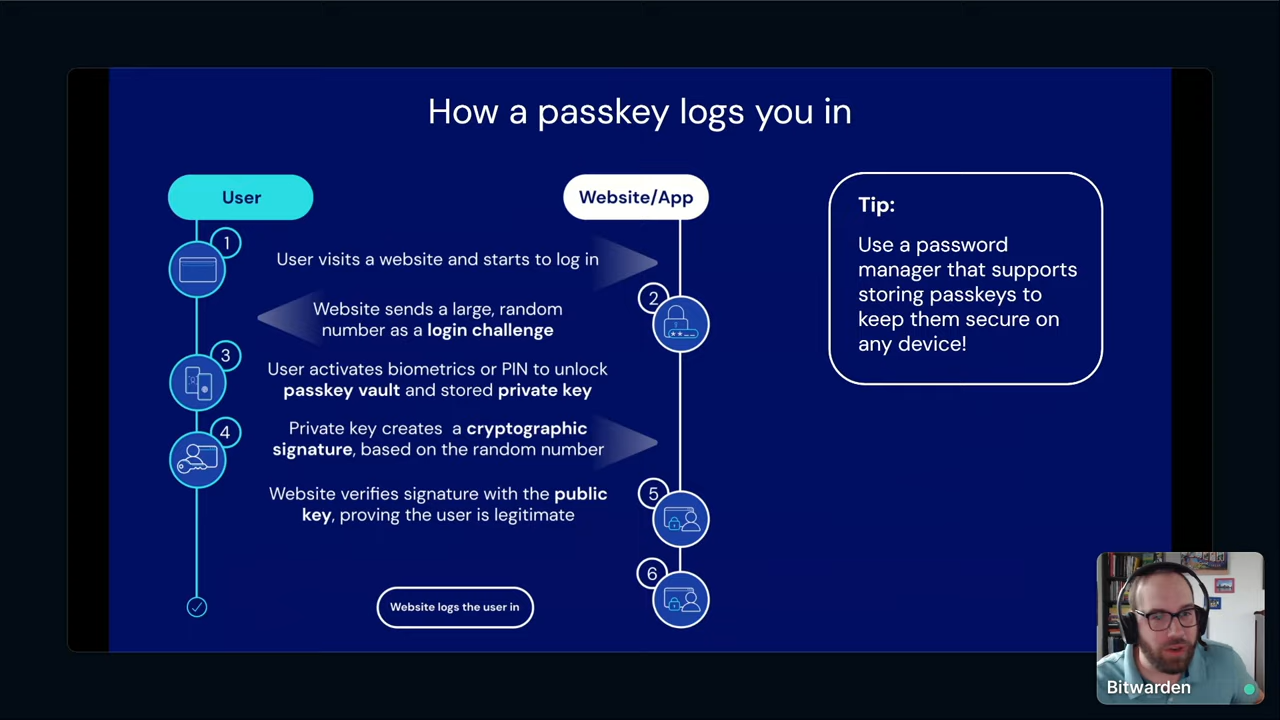 How a passkey logs you in
User
Website/App
1
User visits a website and starts to log in
2
Website sends a large, random
number as a login challenge
3
User activates biometrics or PIN to unlock
passkey vault and stored private key
4
Private key creates a cryptographic
signature, based on the random number
5
Website verifies signature with the public
key, proving the user is legitimate
6
Website logs the user in
Tip:
Use a password
manager that supports
storing passkeys to
keep them secure on
any device!
Bitwarden